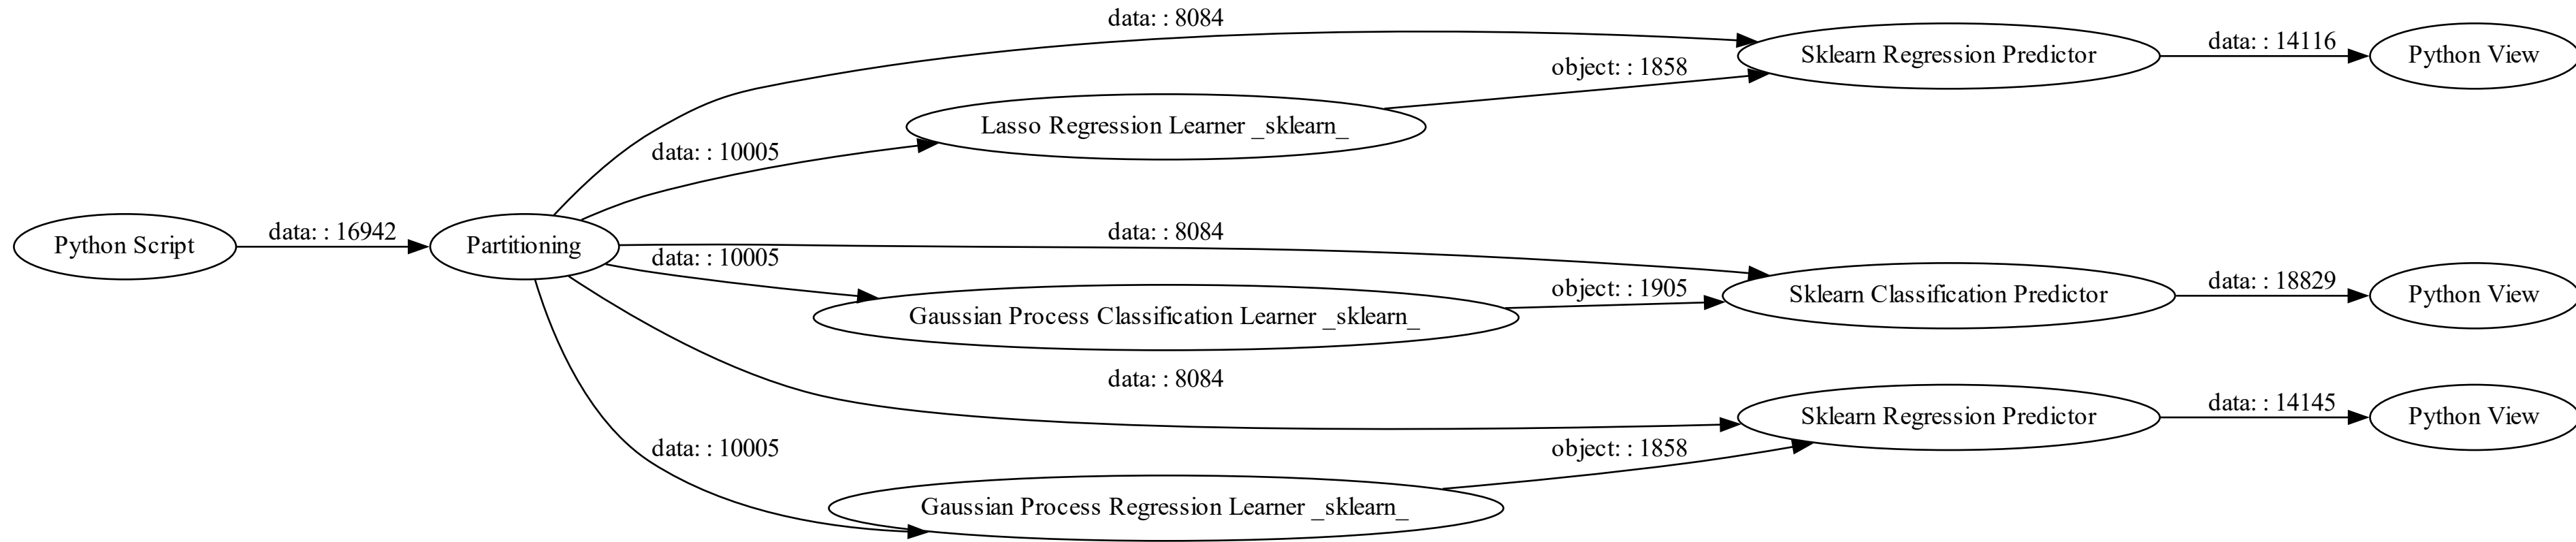 data: : 8084
Sklearn Regression Predictor
data: : 14116
Python View
object: : 1858
Lasso Regression Learner _sklearn_
data: : 10005
Python Script
data: : 16942
Partitioning
data: : 8084
data: : 10005
Gaussian Process Classification Learner _sklearn_
object: : 1905
Sklearn Classification Predictor
data: : 18829
Python View
data: : 8084
Sklearn Regression Predictor
data: : 14145
Python View
data: : 10005
object: : 1858
Gaussian Process Regression Learner _sklearn_